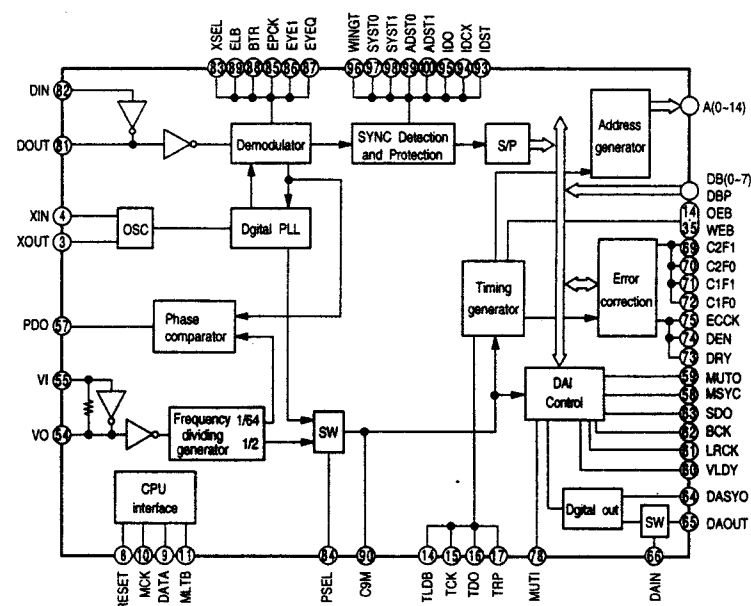 XSEL ELB BTR EPCK EYE1 EYEQ
WINGT SYST0 SYST1 ADST0 ADST1 IDO IDCX IDST
83 89 88 85 86 87
96 97 98 99 100 95 94 93
DIN 82
DOUT 81
Demodulator
SYNC Detection
and Protection
S/P
Address
generator
A(0~14)
DB(0~7)
DBP
14 OEB
35 WEB
XIN 4
XOUT 3
OSC
Dgital PLL
69 C2F1
70 C2F0
71 C1F1
72 C1F0
75 ECCK
74 DEN
73 DRY
Timing
generator
Error
correction
PDO 57
Phase
comparator
VI 55
VO 54
Frequency 1/64
dividing
generator 1/2
SW
DAI
Control
59 MUTO
58 MSYC
63 SDO
62 BCK
61 LRCK
60 VLDY
64 DASYO
65 DAOUT
CPU
interface
Dgital out
SW
8 10 9 11
84 90 14 15 16 17 78 66
RESET MCK DATA MLTB
PSEL C9M TLDB TCK TDO TRP MUTI DAIN